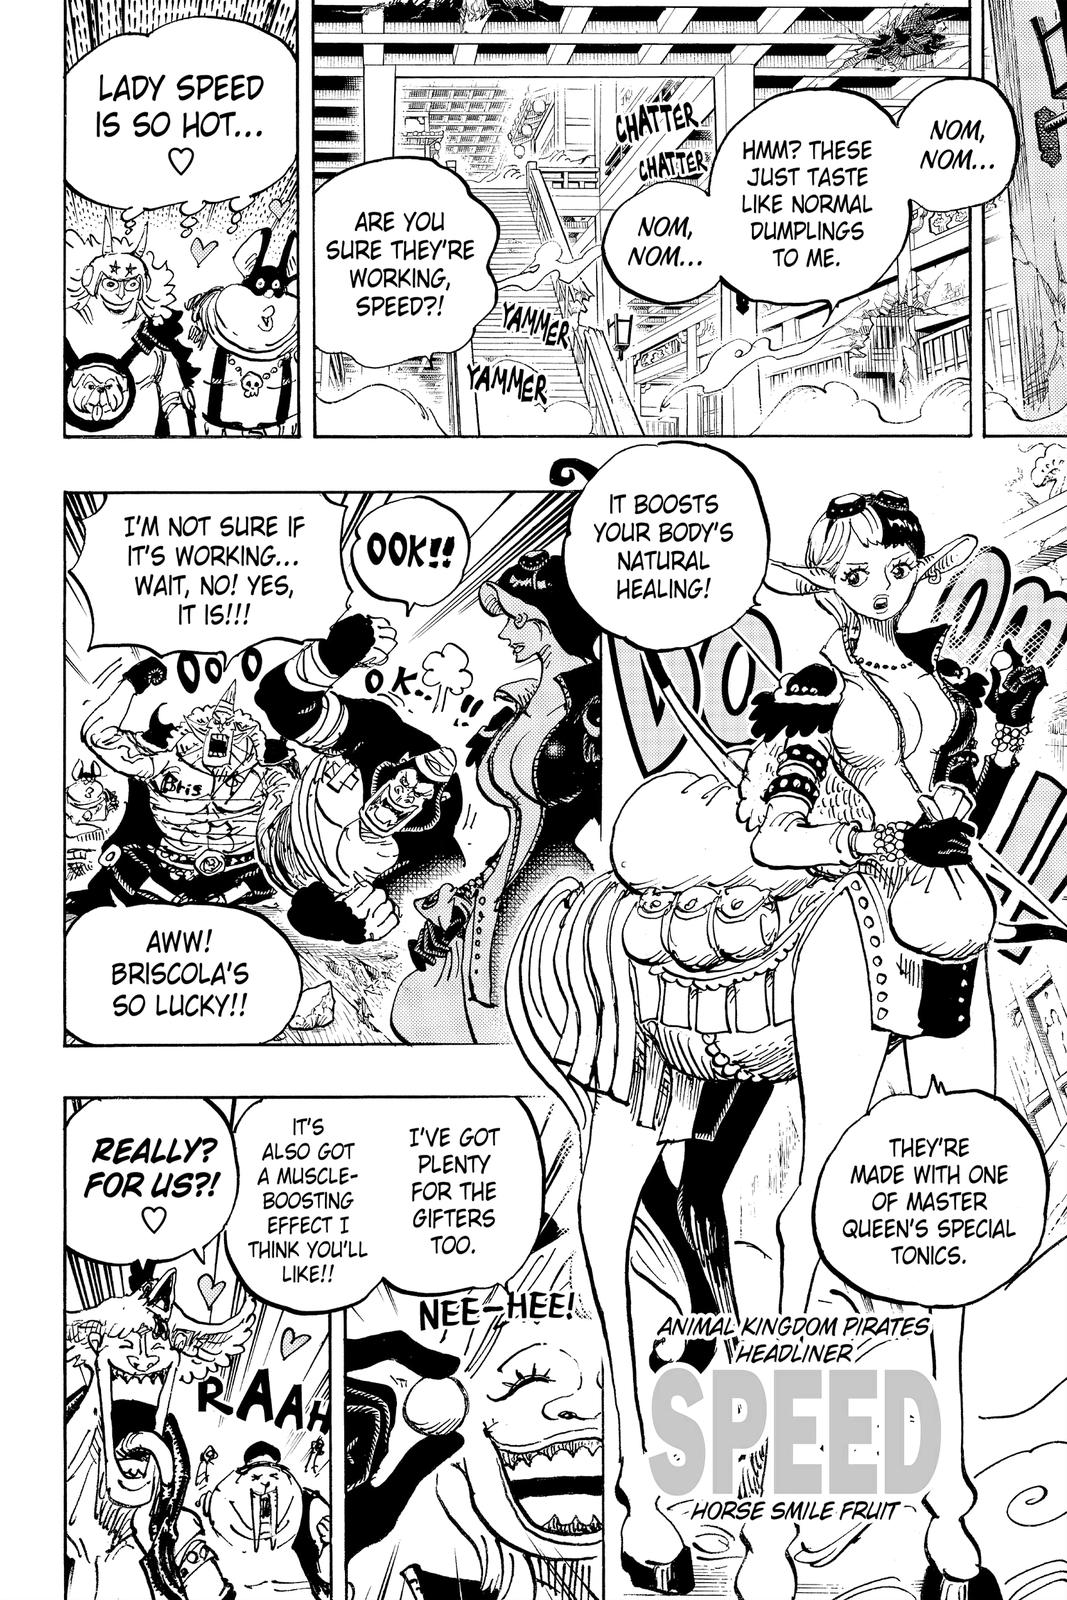 NOM,
NOM...
HMM? THESE
JUST TASTE
LIKE NORMAL
DUMPLINGS
TO ME.
NOM,
NOM...
CHATTER
CHATTER
ARE YOU
SURE THEY'RE
WORKING,
SPEED?!
YAMMER
YAMMER
LADY SPEED
IS SO HOT...
♡
IT BOOSTS
YOUR BODY'S
NATURAL
HEALING!
OOK!!
I'M NOT SURE IF
IT'S WORKING...
WAIT, NO! YES,
IT IS!!!
OOOO
OK...!!
Bris
AWW!
BRISCOLA'S
SO LUCKY!!
THEY'RE
MADE WITH ONE
OF MASTER
QUEEN'S SPECIAL
TONICS.
ANIMAL KINGDOM PIRATES
HEADLINER
SPEED
HORSE SMILE FRUIT
I'VE GOT
PLENTY
FOR THE
GIFTERS
TOO.
IT'S
ALSO GOT
A MUSCLE-
BOOSTING
EFFECT I
THINK YOU'LL
LIKE!!
NEE-HEE!
REALLY?
FOR US?!
♡
RAAH